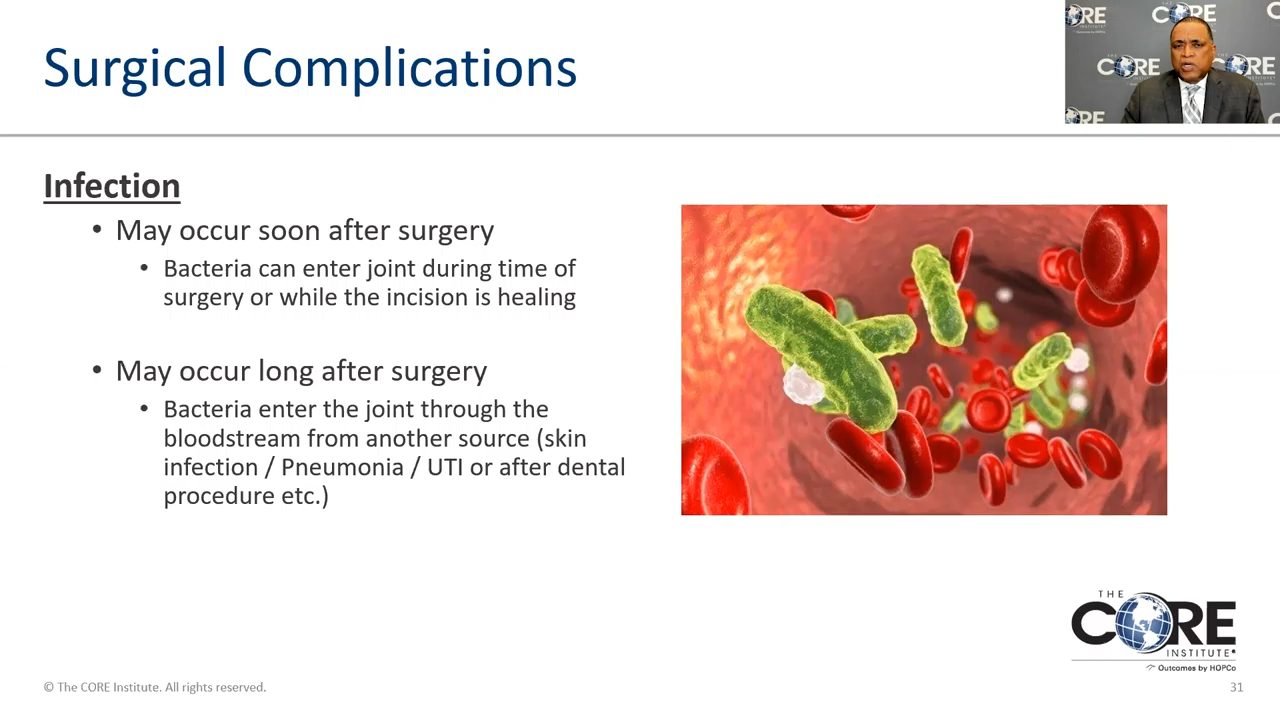 Surgical Complications
Infection
• May occur soon after surgery
• Bacteria can enter joint during time of
surgery or while the incision is healing
• May occur long after surgery
• Bacteria enter the joint through the
bloodstream from another source (skin
infection / Pneumonia / UTI or after dental
procedure etc.)
THE
CORE
INSTITUTE
Outcomes by HOPCo
© The CORE Institute. All rights reserved.
31